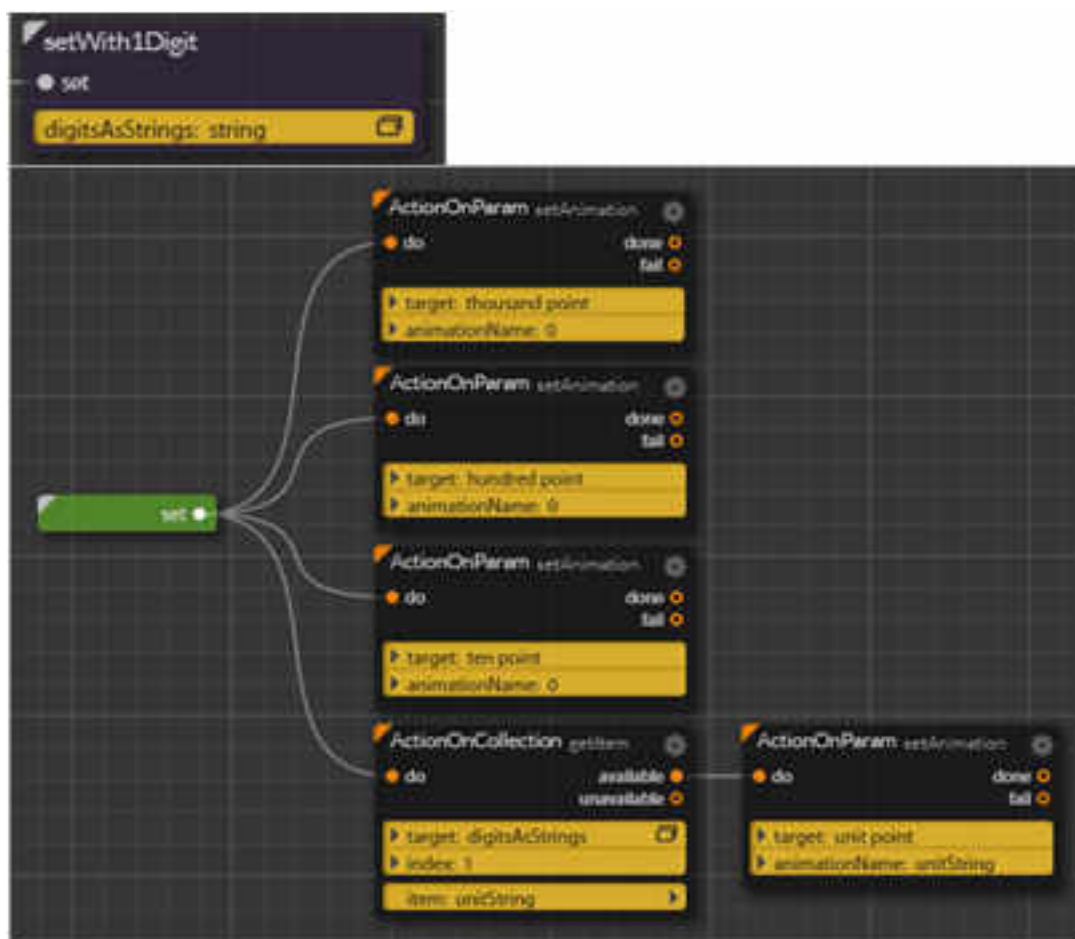 setWith1Digit
set
digitsAsStrings: string
ActionOnParam setAnimation
do done
fail
target: thousand point
animationName: 0
ActionOnParam setAnimation
do done
fail
target: hundred point
animationName: 0
set
ActionOnParam setAnimation
do done
fail
target: ten point
animationName: 0
ActionOnCollection getItem
do available
unavailable
target: digitsAsStrings
index: 1
item: unitString
ActionOnParam setAnimation
do done
fail
target: unit point
animationName: unitString